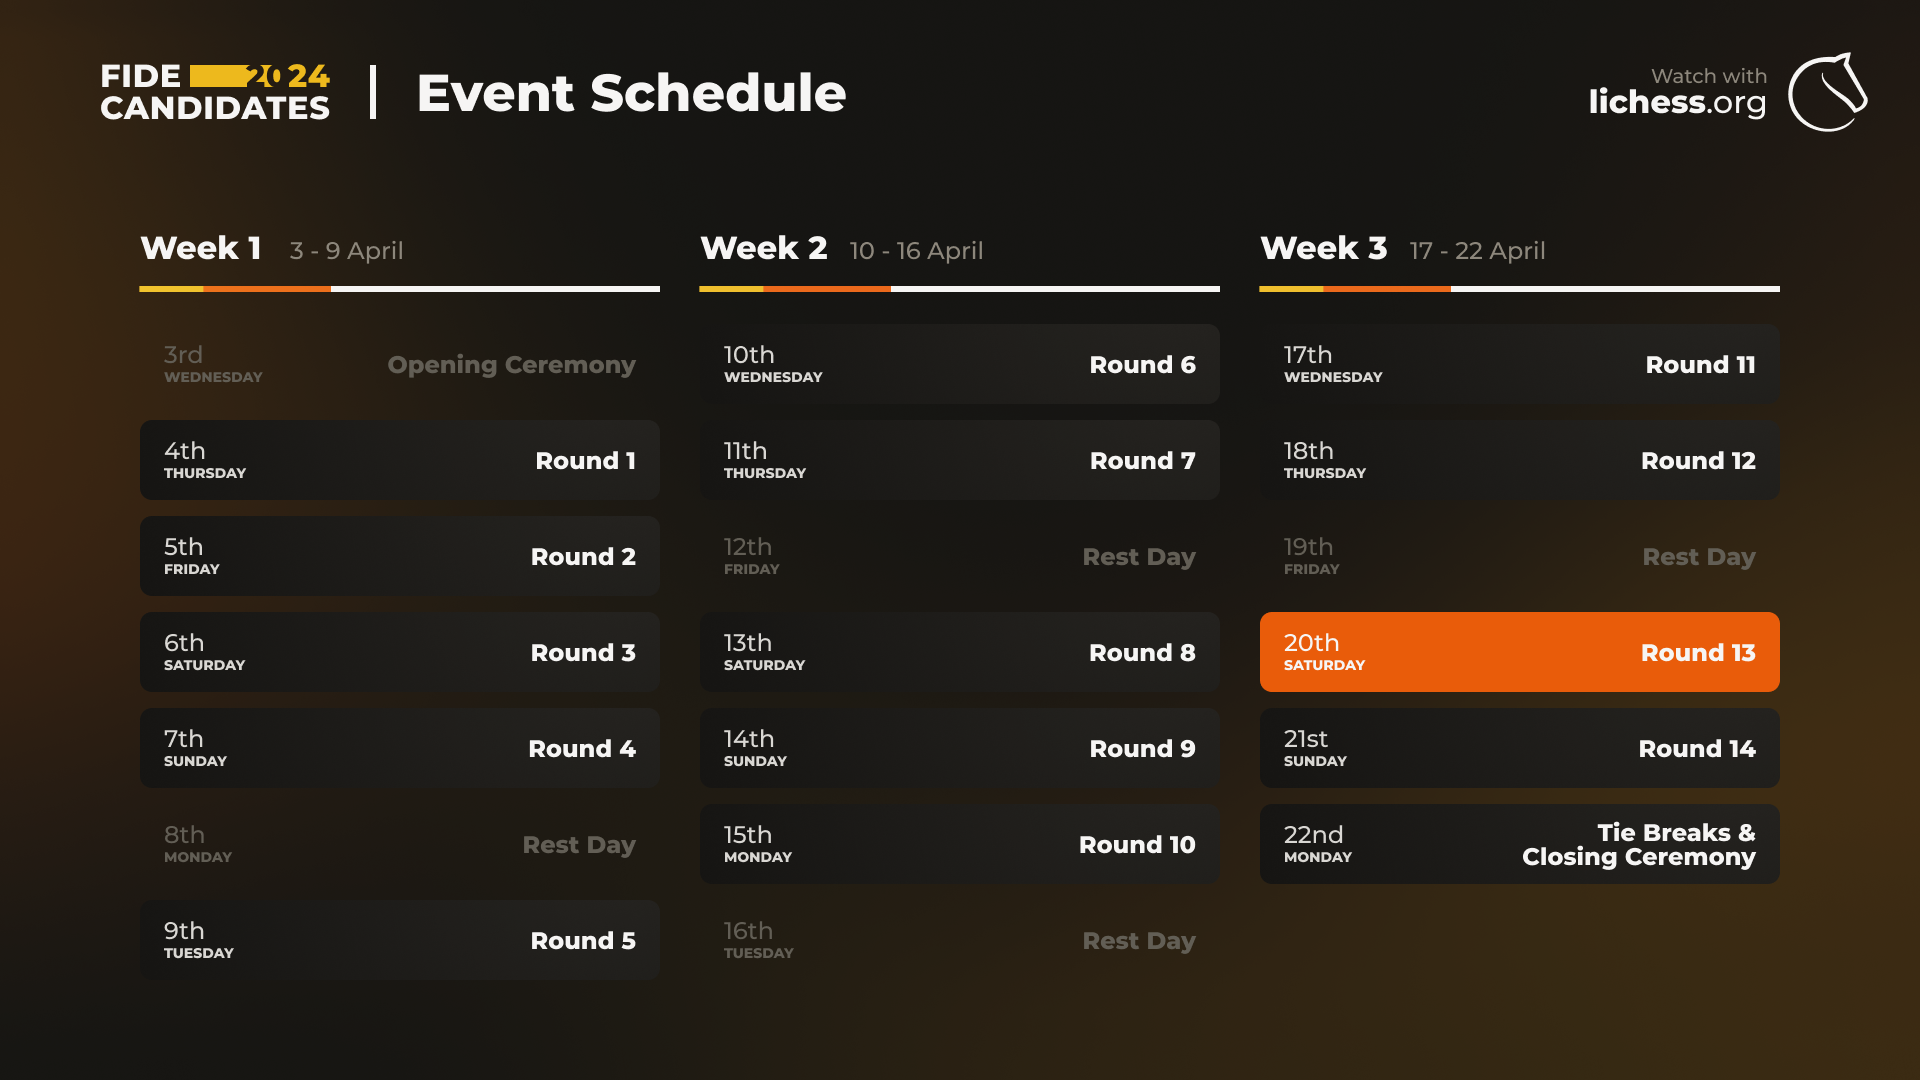 FIDE 2024
CANDIDATES
Event Schedule
Watch with
lichess.org
Week 1 3 - 9 April
3rd
WEDNESDAY
Opening Ceremony
4th
THURSDAY
Round 1
5th
FRIDAY
Round 2
6th
SATURDAY
Round 3
7th
SUNDAY
Round 4
8th
MONDAY
Rest Day
9th
TUESDAY
Round 5
Week 2 10 - 16 April
10th
WEDNESDAY
Round 6
11th
THURSDAY
Round 7
12th
FRIDAY
Rest Day
13th
SATURDAY
Round 8
14th
SUNDAY
Round 9
15th
MONDAY
Round 10
16th
TUESDAY
Rest Day
Week 3 17 - 22 April
17th
WEDNESDAY
Round 11
18th
THURSDAY
Round 12
19th
FRIDAY
Rest Day
20th
SATURDAY
Round 13
21st
SUNDAY
Round 14
22nd
MONDAY
Tie Breaks &
Closing Ceremony